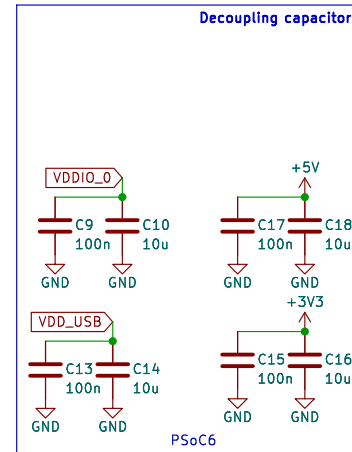 Decoupling capacitor
VDDIO_0
+5V
C9
100n
C10
10u
C17
100n
C18
10u
GND
GND
GND
GND
VDD_USB
+3V3
C13
100n
C14
10u
C15
100n
C16
10u
GND
GND
GND
GND
PSoC6